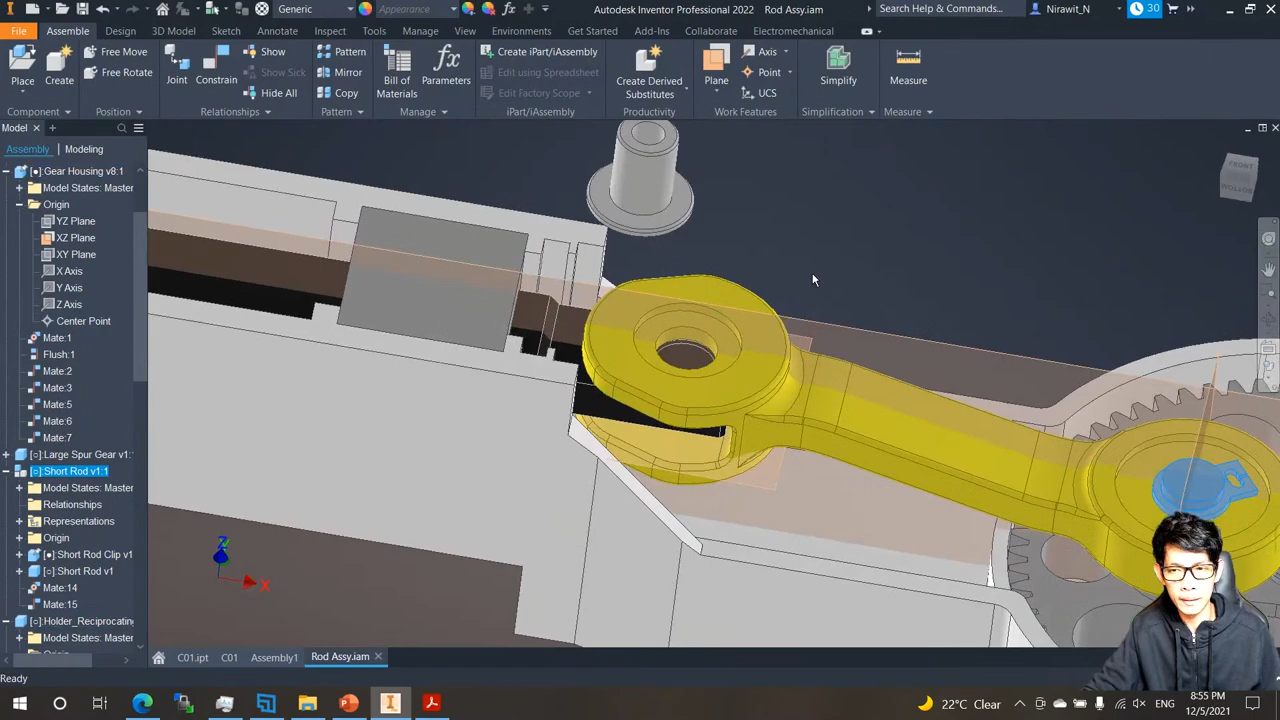 Generic
Appearance
Autodesk Inventor Professional 2022 Rod Assy.iam
Search Help & Commands...
Nirawit_N
30
File Assembly Design 3D Model Sketch Annotate Inspect Tools Manage View Environments Get Started Add-Ins Collaborate Electromechanical
Place
Create
Free Move
Free Rotate
Joint
Constrain
Show
Show Sick
Hide All
Pattern
Mirror
Copy
Bill of
Materials
Parameters
Create iPart/iAssembly
Edit using Spreadsheet
Edit Factory Scope
Create Derived
Substitutes
Plane
Axis
Point
UCS
Simplify
Measure
Component Position Relationships Pattern Manage iPart/iAssembly Productivity Work Features Simplification Measure
Model
Assembly Modeling
Gear Housing v8:1
Model States: Master
Origin
YZ Plane
XZ Plane
XY Plane
X Axis
Y Axis
Z Axis
Center Point
Mate:1
Flush:1
Mate:2
Mate:3
Mate:5
Mate:6
Mate:7
Large Spur Gear v1:
Short Rod v1:1
Model States: Master
Relationships
Representations
Origin
Short Rod Clip v1
Short Rod v1
Mate:14
Mate:15
Holder_Reciprocating
Model States: Master
FRONT
BOTTOM
Z
X
C01.ipt C01 Assembly1 Rod Assy.iam
Ready
22°C Clear
ENG
8:55 PM
12/5/2021